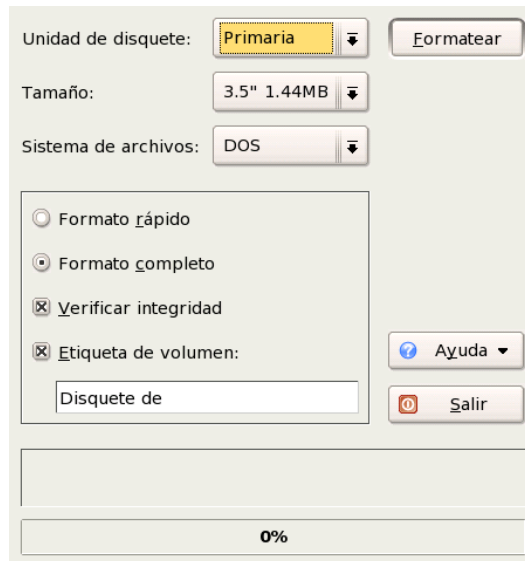 Unidad de disquete: Primaria Formatear
Tamaño: 3.5" 1.44MB
Sistema de archivos: DOS
Formato rápido
Formato completo
Verificar integridad
Etiqueta de volumen:
Ayuda
Disquete de
Salir
0%